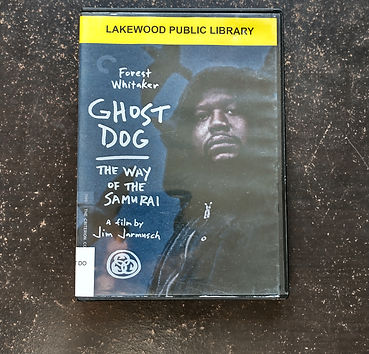 LAKEWOOD PUBLIC LIBRARY
Forest
Whitaker
GHOST
DOG
THE WAY
OF THE
SAMURAI
a film by
Jim Jarmusch